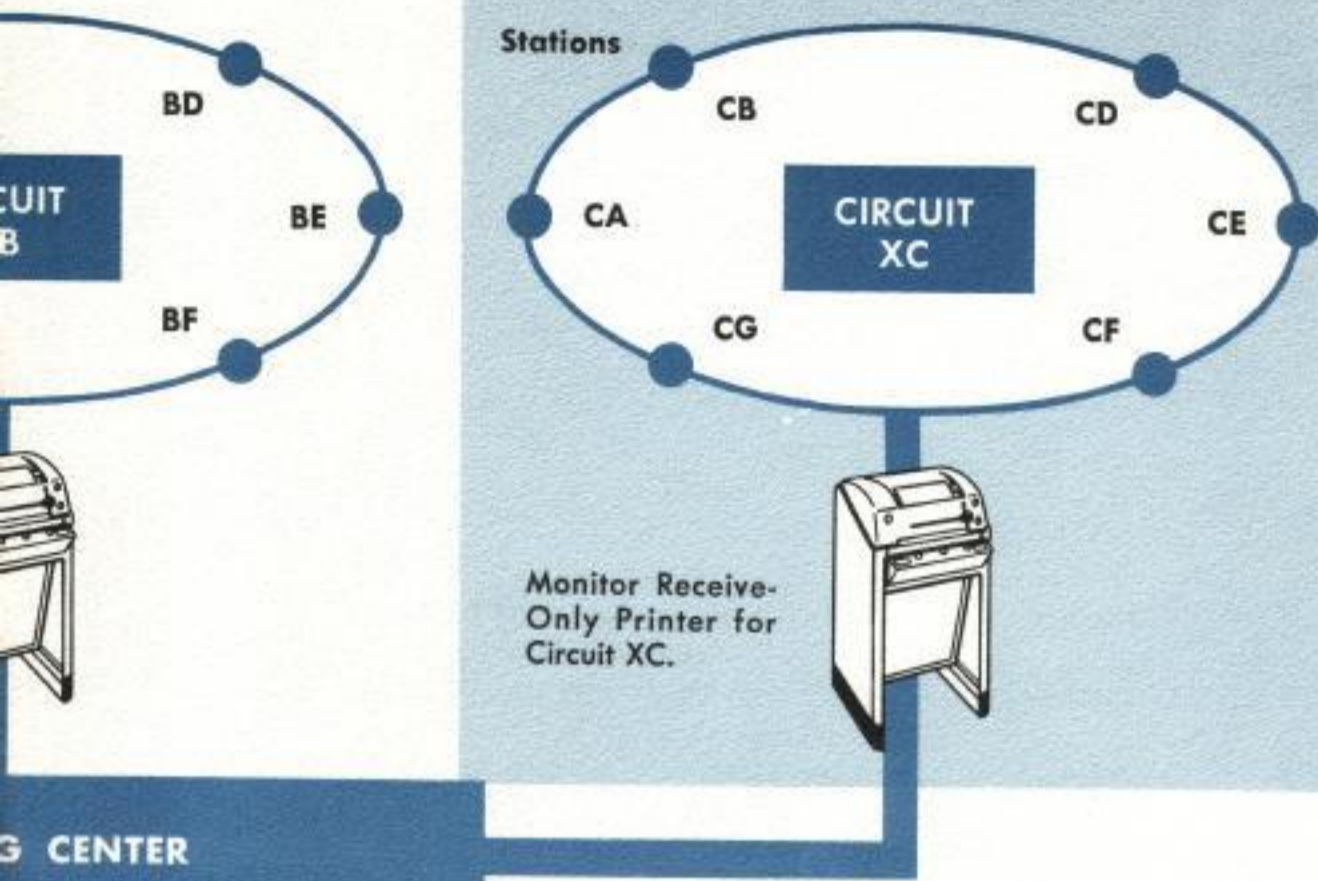 BD
BE
BF
CUIT
B
Stations
CB
CD
CA
CIRCUIT
XC
CE
CG
CF
Monitor Receive-
Only Printer for
Circuit XC.
G CENTER